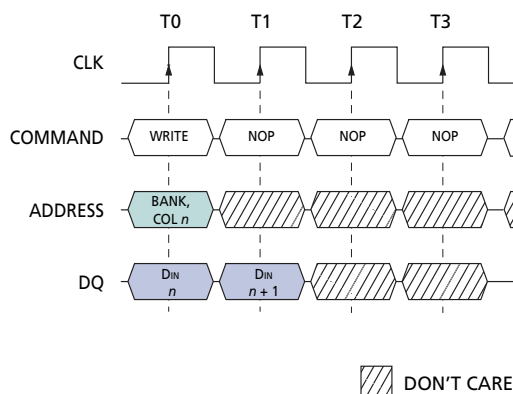 T0 T1 T2 T3
CLK
COMMAND WRITE NOP NOP NOP
ADDRESS BANK,
COL n
DQ DIN
n DIN
n + 1
DON'T CARE